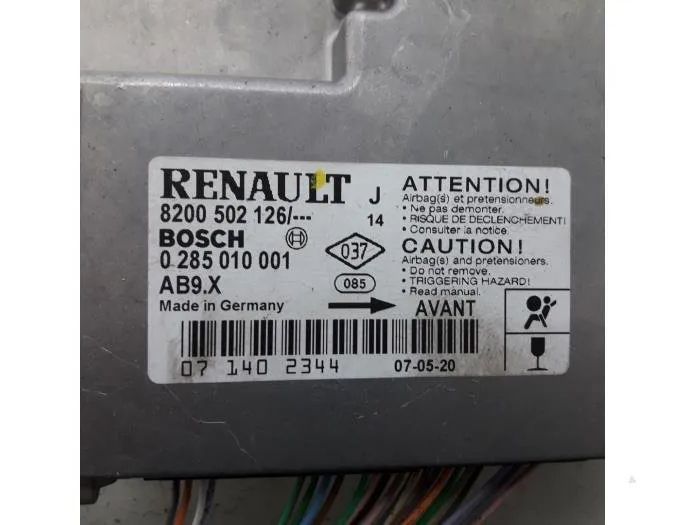 RENAULT J
8200 502 126/--- 14
BOSCH
0 285 010 001
AB9.X
Made in Germany
037
085
ATTENTION!
Airbag(s) et pretensionneurs.
• Ne pas demonter.
• RISQUE DE DECLENCHEMENT!
• Consulter la notice.
CAUTION!
Airbag(s) and pretensioners.
• Do not remove.
• TRIGGERING HAZARD!
• Read manual.
AVANT
07 140 2344
07-05-20